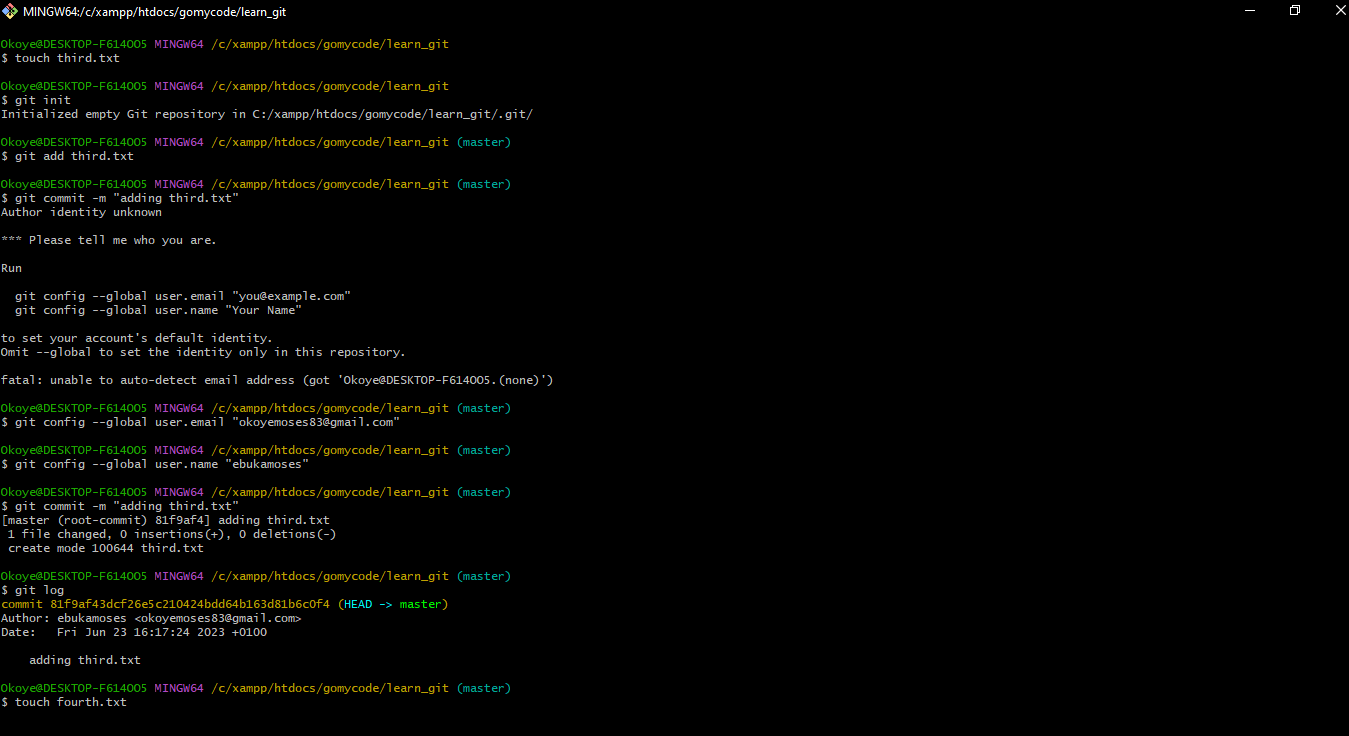 MINGW64:/c/xampp/htdocs/gomycode/learn_git
Okoye@DESKTOP-F614OO5 MINGW64 /c/xampp/htdocs/gomycode/learn_git
$ touch third.txt
Okoye@DESKTOP-F614OO5 MINGW64 /c/xampp/htdocs/gomycode/learn_git
$ git init
Initialized empty Git repository in C:/xampp/htdocs/gomycode/learn_git/.git/
Okoye@DESKTOP-F614OO5 MINGW64 /c/xampp/htdocs/gomycode/learn_git (master)
$ git add third.txt
Okoye@DESKTOP-F614OO5 MINGW64 /c/xampp/htdocs/gomycode/learn_git (master)
$ git commit -m "adding third.txt"
Author identity unknown
*** Please tell me who you are.
Run
  git config --global user.email "you@example.com"
  git config --global user.name "Your Name"
to set your account's default identity.
Omit --global to set the identity only in this repository.
fatal: unable to auto-detect email address (got 'Okoye@DESKTOP-F614OO5.(none)')
Okoye@DESKTOP-F614OO5 MINGW64 /c/xampp/htdocs/gomycode/learn_git (master)
$ git config --global user.email "okoyemoses83@gmail.com"
Okoye@DESKTOP-F614OO5 MINGW64 /c/xampp/htdocs/gomycode/learn_git (master)
$ git config --global user.name "ebukamoses"
Okoye@DESKTOP-F614OO5 MINGW64 /c/xampp/htdocs/gomycode/learn_git (master)
$ git commit -m "adding third.txt"
[master (root-commit) 81f9af4] adding third.txt
 1 file changed, 0 insertions(+), 0 deletions(-)
 create mode 100644 third.txt
Okoye@DESKTOP-F614OO5 MINGW64 /c/xampp/htdocs/gomycode/learn_git (master)
$ git log
commit 81f9af43dcf26e5c210424bdd64b163d81b6c0f4 (HEAD -> master)
Author: ebukamoses <okoyemoses83@gmail.com>
Date:   Fri Jun 23 16:17:24 2023 +0100
    adding third.txt
Okoye@DESKTOP-F614OO5 MINGW64 /c/xampp/htdocs/gomycode/learn_git (master)
$ touch fourth.txt